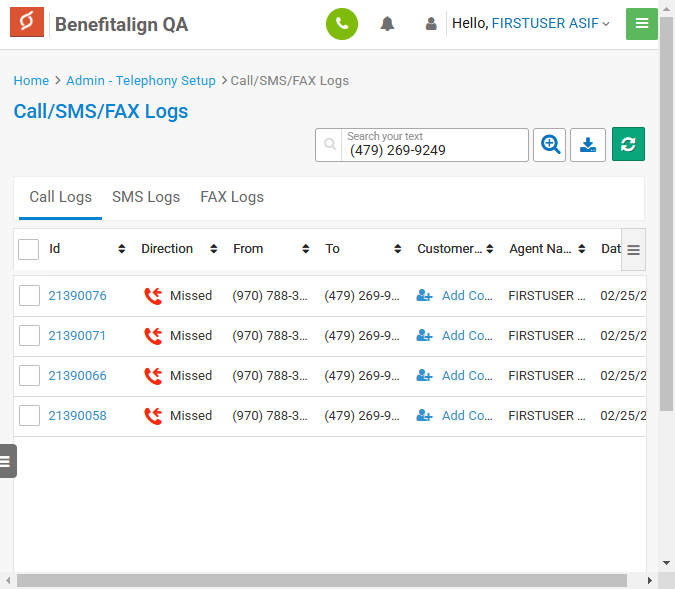 Benefitalign QA
Hello, FIRSTUSER ASIF
Home > Admin - Telephony Setup > Call/SMS/FAX Logs
Call/SMS/FAX Logs
Search your text
(479) 269-9249
Call Logs SMS Logs FAX Logs
Id Direction From To Customer... Agent Na... Dat
21390076 Missed (970) 788-3... (479) 269-9... Add Co... FIRSTUSER ... 02/25/2
21390071 Missed (970) 788-3... (479) 269-9... Add Co... FIRSTUSER ... 02/25/2
21390066 Missed (970) 788-3... (479) 269-9... Add Co... FIRSTUSER ... 02/25/2
21390058 Missed (970) 788-3... (479) 269-9... Add Co... FIRSTUSER ... 02/25/2